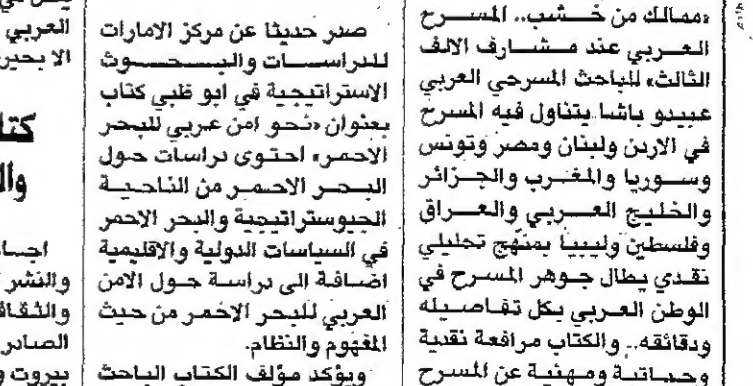 «ممالك من خشب.. المسرح
العربي عند مشارف الالف
الثالث» للباحث المسرحي العربي
عبيدو باشا يتناول فيه المسرح
في الاردن ولبنان ومصر وتونس
وسوريا والمغرب والجزائر
والخليج العربي والعراق
وفلسطين وليبيا بمنهج تحليلي
نقدي يطال جوهر المسرح في
الوطن العربي بكل تفاصيله
ودقائقه.. والكتاب مرافعة نقدية
وحياتية ومهنية عن المسرح
صدر حديثا عن مركز الامارات
للدراسات والبحوث
الاستراتيجية في ابو ظبي كتاب
بعنوان «نحو امن عربي للبحر
الاحمر» احتوى دراسات حول
البحر الاحمر من الناحية
الجيوستراتيجية والبحر الاحمر
في السياسات الدولية والاقليمية
اضافة الى دراسة حول الامن
العربي للبحر الاحمر من حيث
المفهوم والنظام.
ويؤكد مؤلف الكتاب الباحث
العربي
كتا
وال
اجسا
والنشر
والثقاف
الصادر
بيروت و